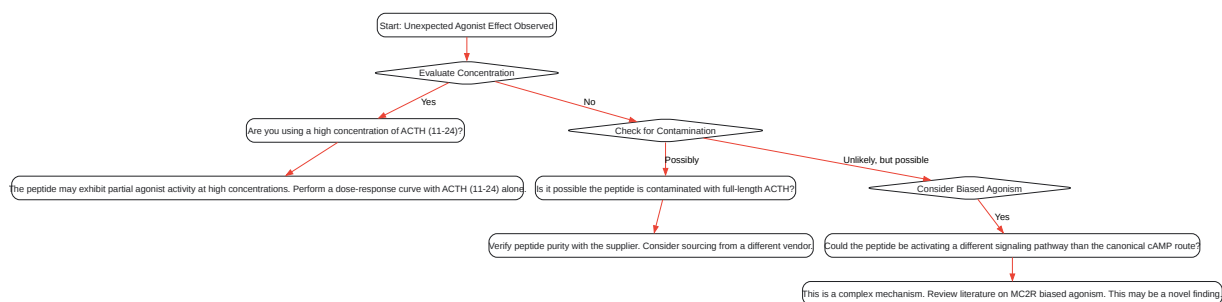 Start: Unexpected Agonist Effect Observed
Evaluate Concentration
Yes
No
Are you using a high concentration of ACTH (11-24)?
Check for Contamination
Possibly
Unlikely, but possible
The peptide may exhibit partial agonist activity at high concentrations. Perform a dose-response curve with ACTH (11-24) alone.
Is it possible the peptide is contaminated with full-length ACTH?
Consider Biased Agonism
Yes
Verify peptide purity with the supplier. Consider sourcing from a different vendor.
Could the peptide be activating a different signaling pathway than the canonical cAMP route?
This is a complex mechanism. Review literature on MC2R biased agonism. This may be a novel finding.